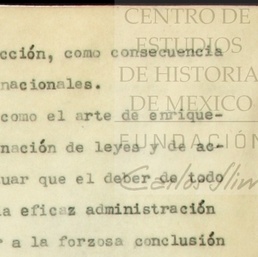 CENTRO DE
ESTUDIOS
DE HISTORIA
DE MEXICO
FUNDACIÓN
Carlos Slim
cción, como consecuencia
nacionales.
como el arte de enrique-
nación de leyes y de ac-
uar que el deber de todo
a eficaz administración
r a la forzosa conclusión